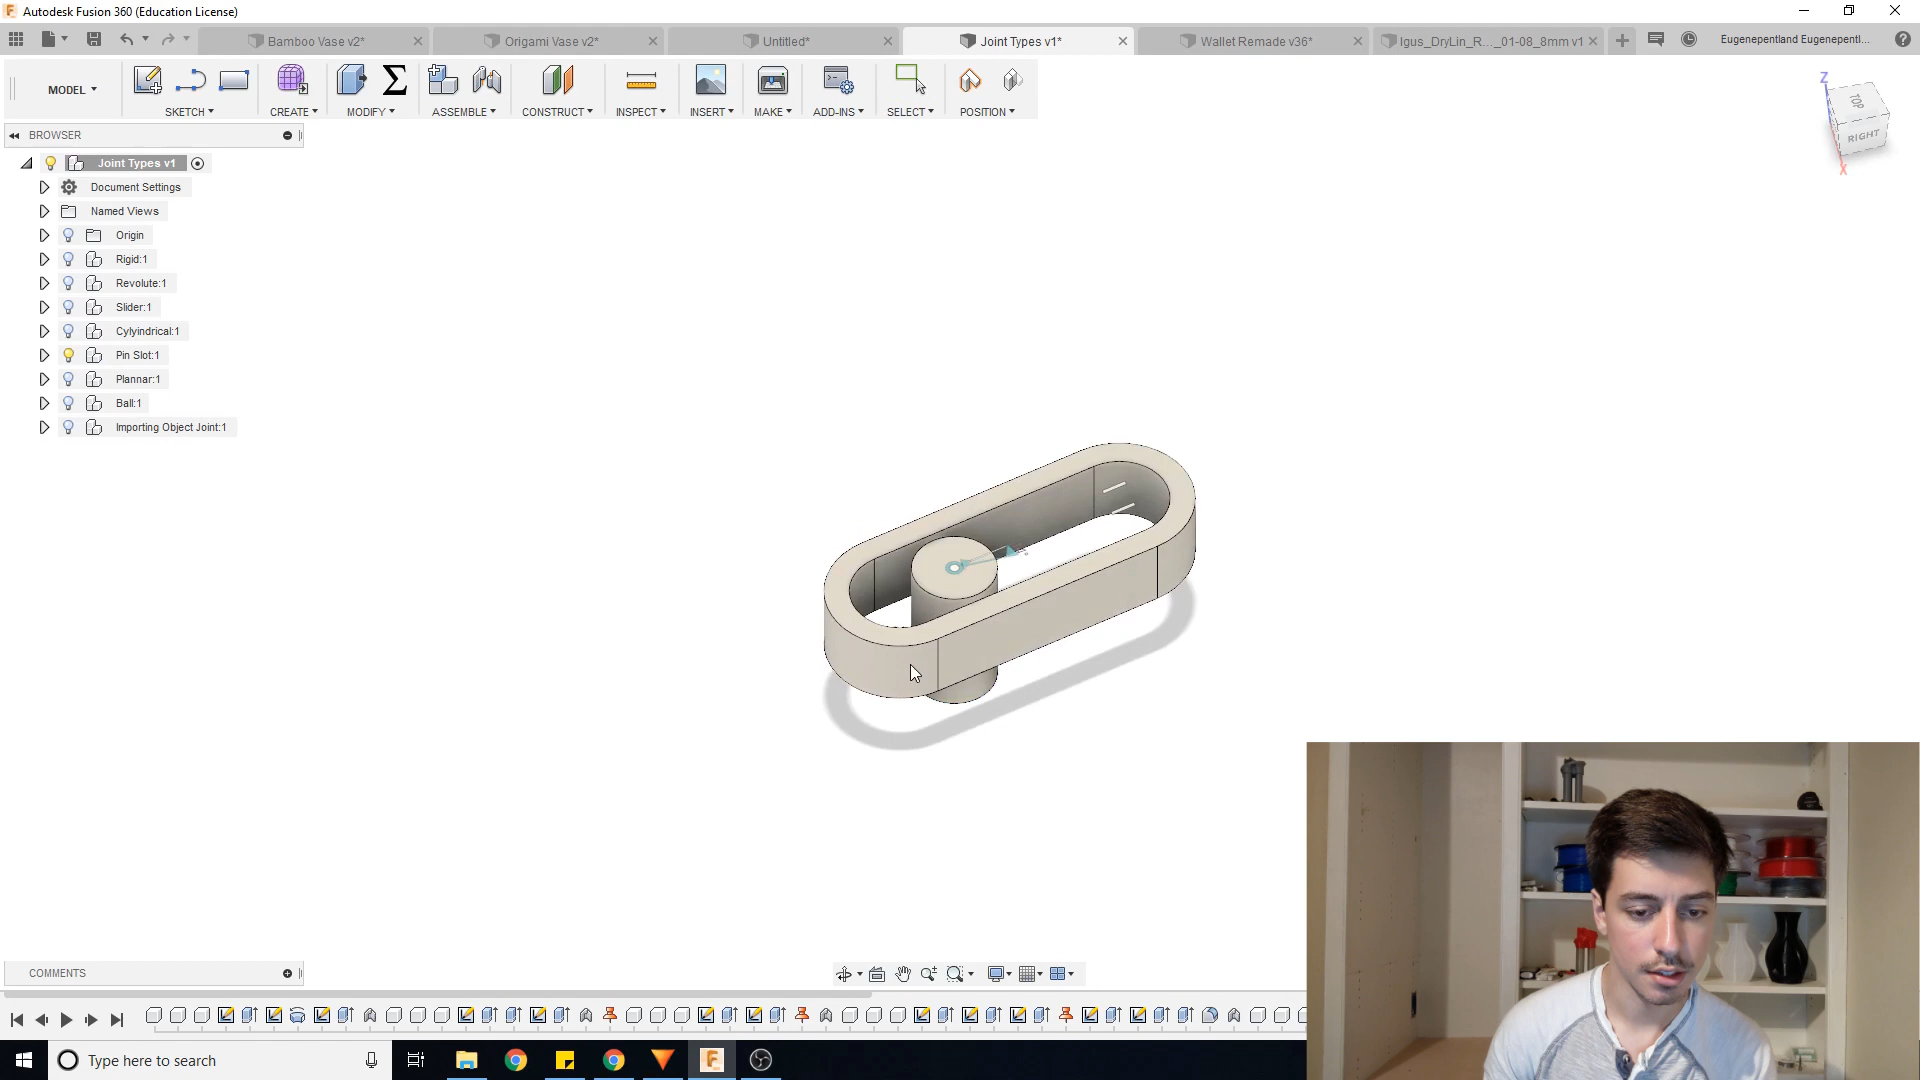 Autodesk Fusion 360 (Education License)
Bamboo Vase v2*
Origami Vase v2*
Untitled*
Joint Types v1*
Wallet Remade v36*
Igus_DryLin_R..._01-08_8mm v1
Eugenepentland Eugenepentl...
MODEL
SKETCH
CREATE
MODIFY
ASSEMBLE
CONSTRUCT
INSPECT
INSERT
MAKE
ADD-INS
SELECT
POSITION
BROWSER
Joint Types v1
Document Settings
Named Views
Origin
Rigid:1
Revolute:1
Slider:1
Cylyindrical:1
Pin Slot:1
Plannar:1
Ball:1
Importing Object Joint:1
Z
TOP
RIGHT
X
COMMENTS
Type here to search